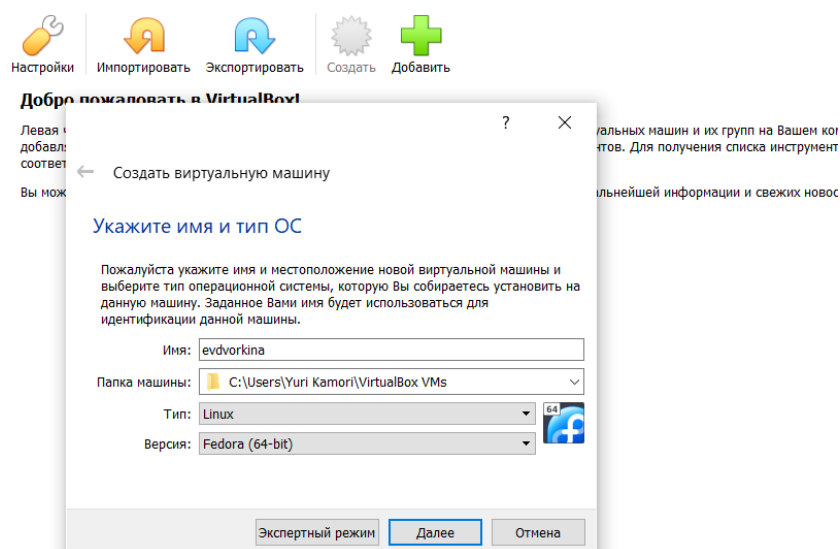 Настройки Импортировать Экспортировать Создать Добавить
Добро пожаловать в VirtualBox!
Левая
уальных машин и их групп на Вашем
добавл
нтов. Для получения списка инструмент
соответ
Вы мож
льнейшей информации и свежих новос
?
Создать виртуальную машину
Укажите имя и тип ОС
Пожалуйста укажите имя и местоположение новой виртуальной машины и
выберите тип операционной системы, которую Вы собираетесь установить на
данную машину. Заданное Вами имя будет использоваться для
идентификации данной машины.
Имя: evdvorkina
Папка машины: C:\Users\Yuri Kamori\VirtualBox VMs
Тип: Linux
64
Версия: Fedora (64-bit)
Экспертный режим Далее Отмена